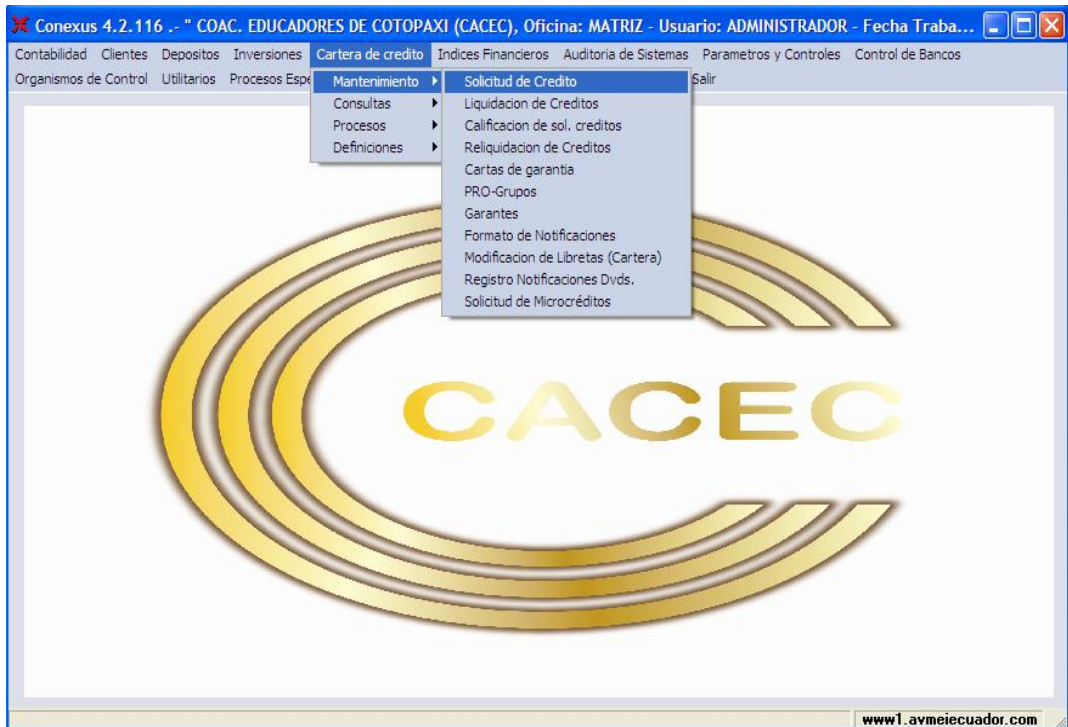 Conexus 4.2.116 .- " COAC. EDUCADORES DE COTOPAXI (CACEC), Oficina: MATRIZ - Usuario: ADMINISTRADOR - Fecha Traba...
Contabilidad Clientes Depositos Inversiones Cartera de credito Indices Financieros Auditoria de Sistemas Parametros y Controles Control de Bancos
Organismos de Control Utilitarios Procesos Espe Salir
Mantenimiento Solicitud de Credito
Consultas Liquidacion de Creditos
Procesos Calificacion de sol. creditos
Definiciones Reliquidacion de Creditos
Cartas de garantia
PRO-Grupos
Garantes
Formato de Notificaciones
Modificacion de Libretas (Cartera)
Registro Notificaciones Dvds.
Solicitud de Microcréditos
CACEC
www1.avmeiecuador.com